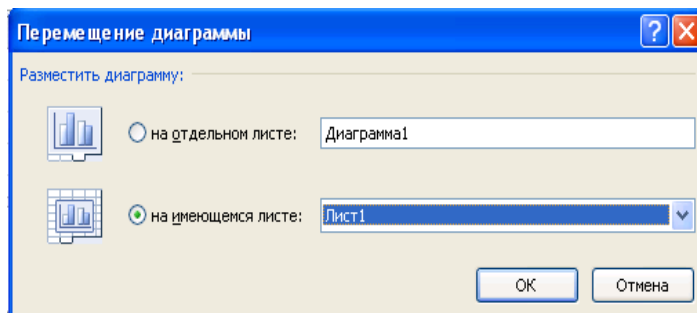 Перемещение диаграммы
Разместить диаграмму:
на отдельном листе: Диаграмма1
на имеющемся листе: Лист1
ОК Отмена